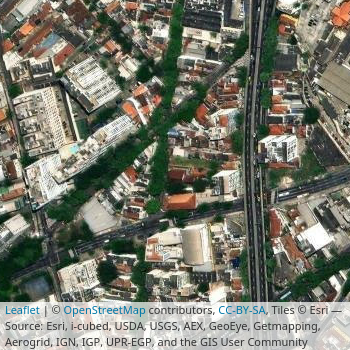 Leaflet | © OpenStreetMap contributors, CC-BY-SA, Tiles © Esri —
Source: Esri, i-cubed, USDA, USGS, AEX, GeoEye, Getmapping,
Aerogrid, IGN, IGP, UPR-EGP, and the GIS User Community